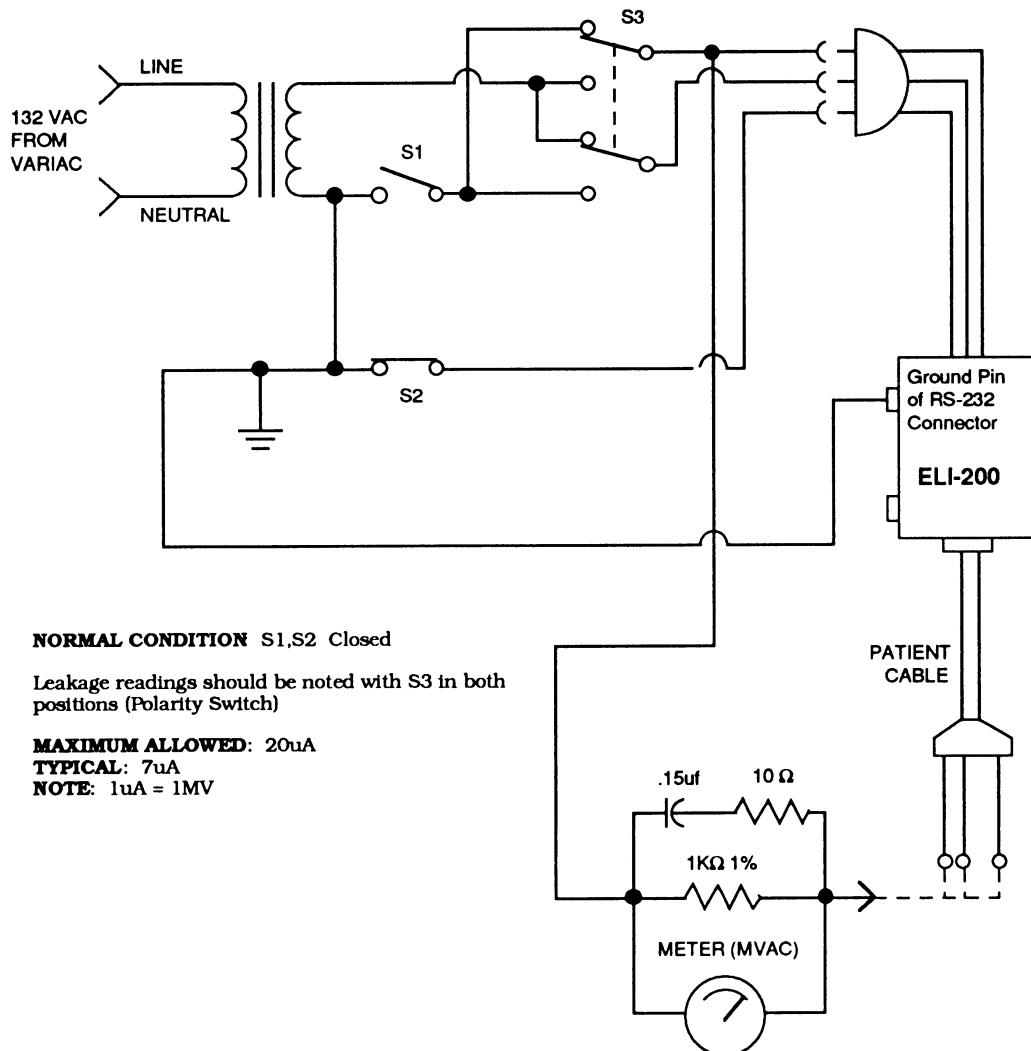 S3
LINE
132 VAC
FROM
VARIAC
S1
NEUTRAL
S2
Ground Pin
of RS-232
Connector
ELI-200
NORMAL CONDITION S1,S2 Closed
Leakage readings should be noted with S3 in both
positions (Polarity Switch)
MAXIMUM ALLOWED: 20uA
TYPICAL: 7uA
NOTE: 1uA = 1MV
PATIENT
CABLE
.15uf
10 Ω
1KΩ 1%
METER (MVAC)